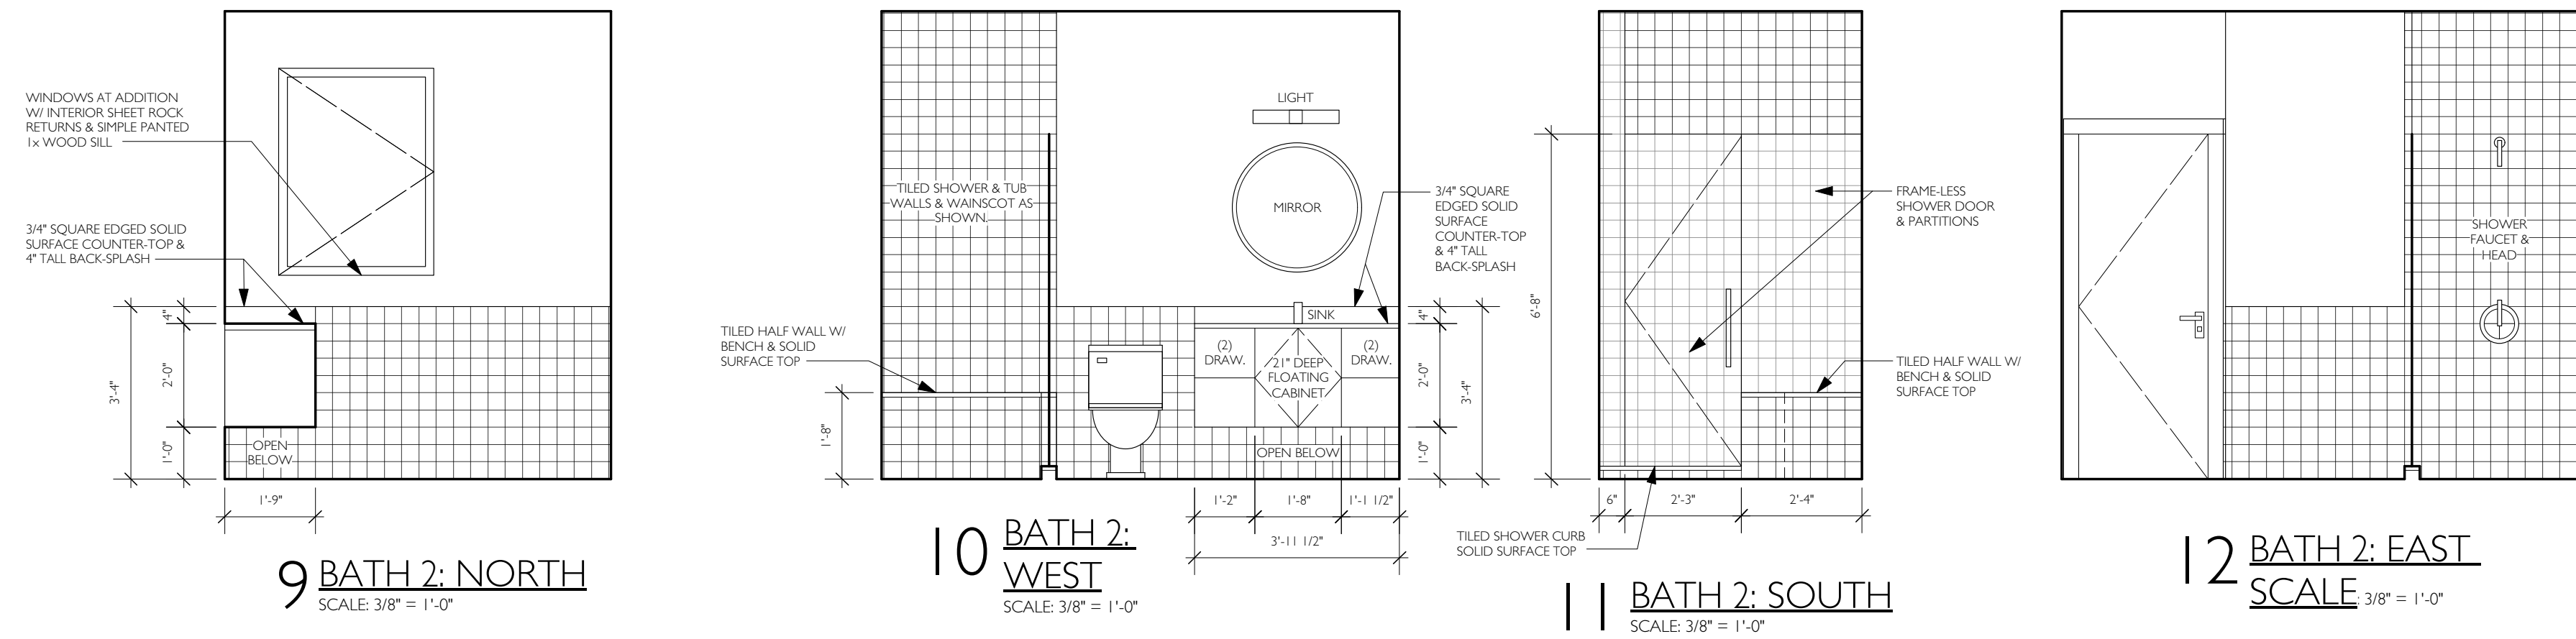 WINDOWS AT ADDITION
W/ INTERIOR SHEET ROCK
RETURNS & SIMPLE PANTED
1x WOOD SILL
3/4" SQUARE EDGED SOLID
SURFACE COUNTER-TOP &
4" TALL BACK-SPLASH
4"
2'-0"
3'-4"
1'-0"
OPEN
BELOW
1'-9"
9 BATH 2: NORTH
SCALE: 3/8" = 1'-0"
TILED SHOWER & TUB
WALLS & WAINSCOT AS
SHOWN.
LIGHT
MIRROR
3/4" SQUARE
EDGED SOLID
SURFACE
COUNTER-TOP
& 4" TALL
BACK-SPLASH
TILED HALF WALL W/
BENCH & SOLID
SURFACE TOP
SINK
(2)
DRAW.
21" DEEP
FLOATING
CABINET
(2)
DRAW.
OPEN BELOW
1'-8"
4"
2'-0"
3'-4"
1'-0"
1'-2"
1'-8"
1'-1 1/2"
3'-11 1/2"
10 BATH 2:
WEST
SCALE: 3/8" = 1'-0"
6'-8"
FRAME-LESS
SHOWER DOOR
& PARTITIONS
TILED HALF WALL W/
BENCH & SOLID
SURFACE TOP
6"
2'-3"
2'-4"
TILED SHOWER CURB
SOLID SURFACE TOP
11 BATH 2: SOUTH
SCALE: 3/8" = 1'-0"
SHOWER
FAUCET &
HEAD
12 BATH 2: EAST
SCALE: 3/8" = 1'-0"